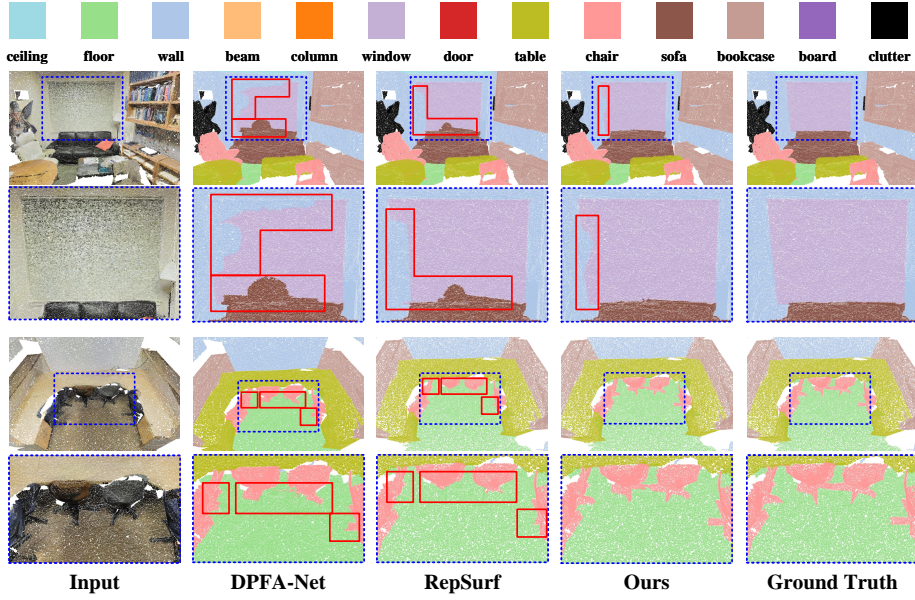 ceiling floor wall beam column window door table chair sofa bookcase board clutter
Input DPFA-Net RepSurf Ours Ground Truth